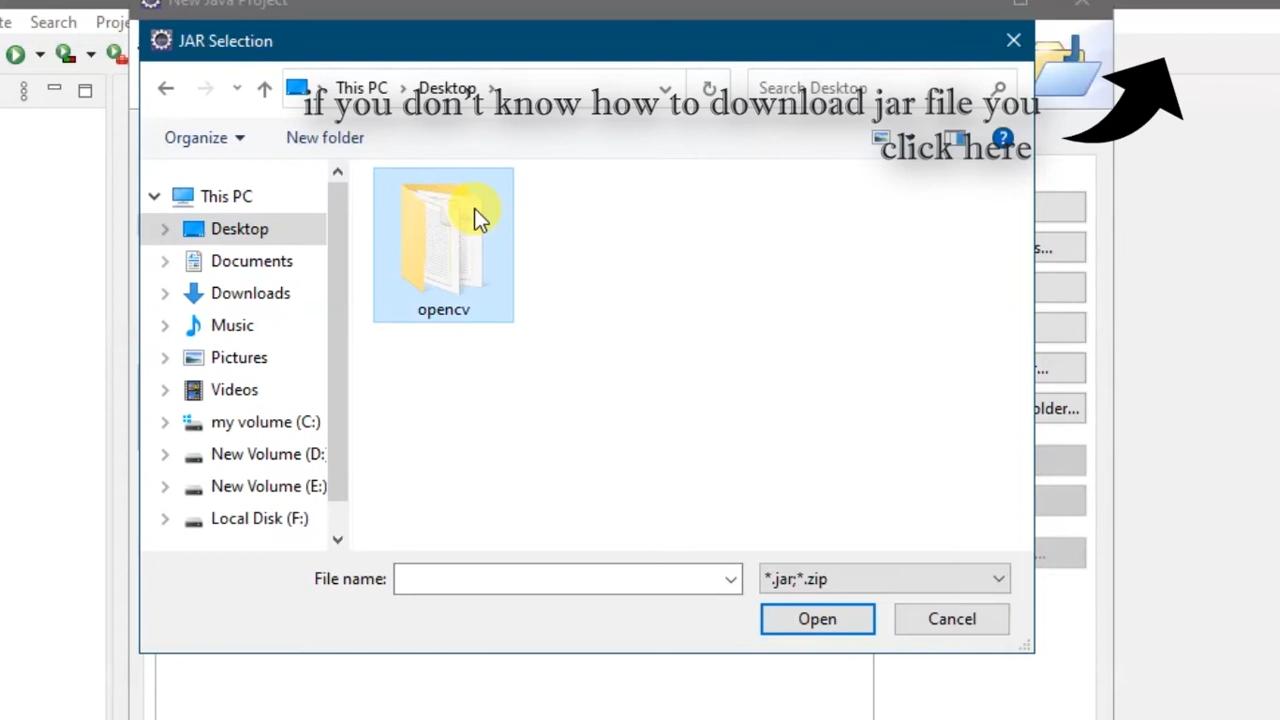 New Java Project
te Search Proje
JAR Selection
This PC > Desktop >
Search Desktop
if you don't know how to download jar file you
click here
Organize
New folder
This PC
Desktop
Documents
Downloads
Music
Pictures
Videos
my volume (C:)
New Volume (D:
New Volume (E:)
Local Disk (F:)
opencv
s...
...
older...
...
File name:
*.jar;*.zip
Open
Cancel